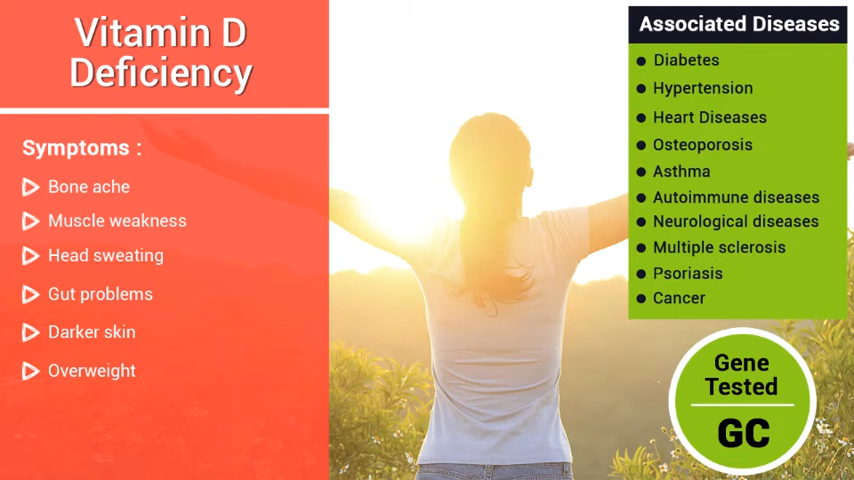 Vitamin D
Deficiency
Symptoms :
Bone ache
Muscle weakness
Head sweating
Gut problems
Darker skin
Overweight
Associated Diseases
Diabetes
Hypertension
Heart Diseases
Osteoporosis
Asthma
Autoimmune diseases
Neurological diseases
Multiple sclerosis
Psoriasis
Cancer
Gene
Tested
GC